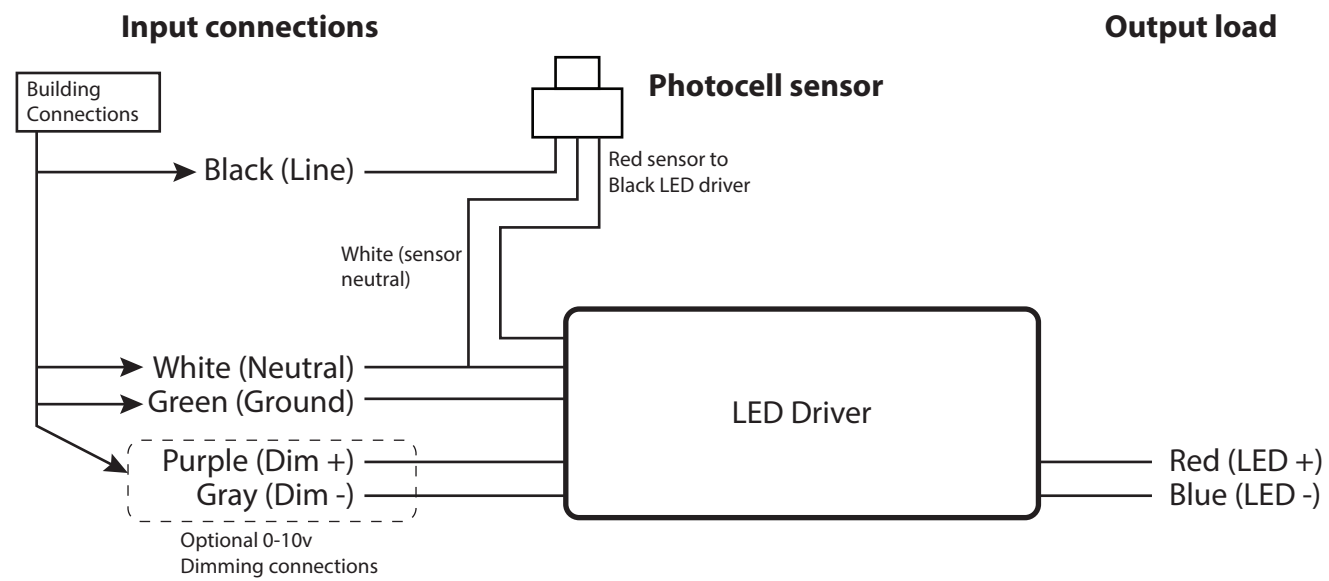 Input connections
Output load
Building
Connections
Photocell sensor
Black (Line)
Red sensor to
Black LED driver
White (sensor
neutral)
White (Neutral)
Green (Ground)
LED Driver
Purple (Dim +)
Gray (Dim -)
Red (LED +)
Blue (LED -)
Optional 0-10v
Dimming connections